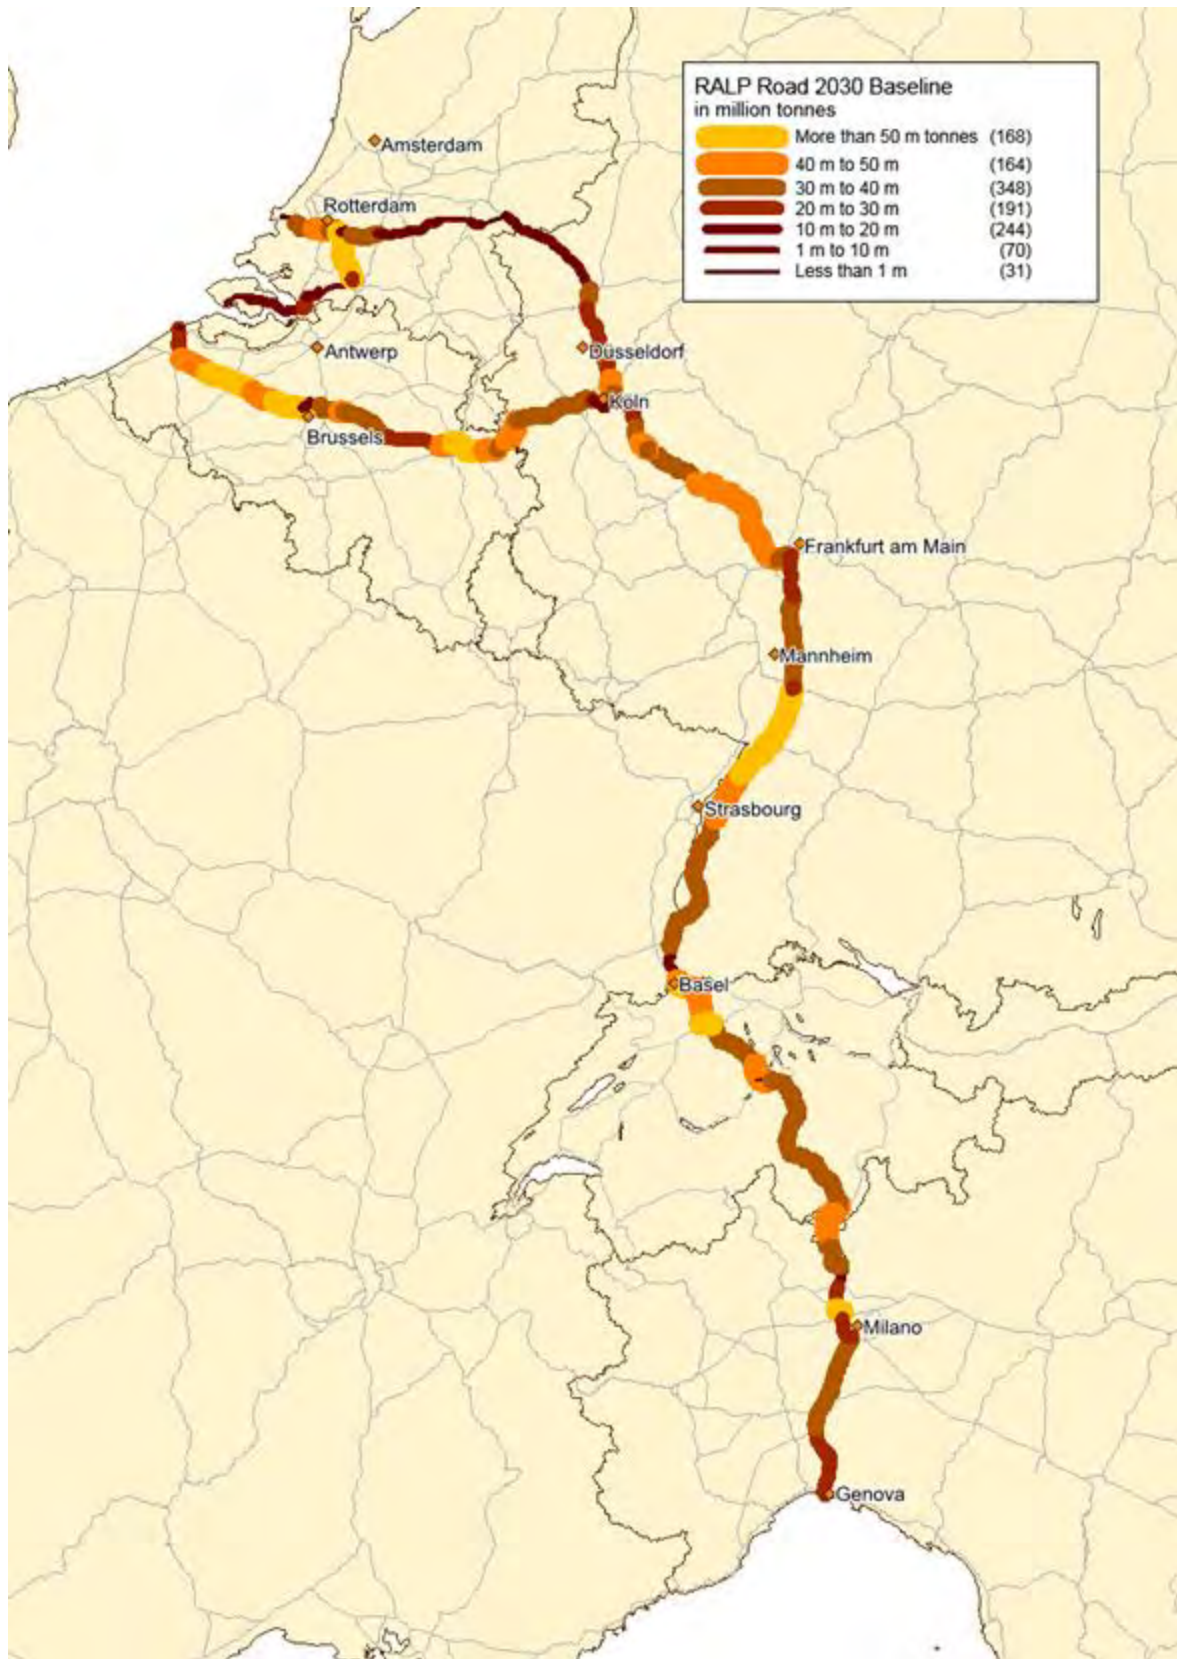 RALP Road 2030 Baseline
in million tonnes
More than 50 m tonnes (168)
40 m to 50 m (164)
30 m to 40 m (348)
20 m to 30 m (191)
10 m to 20 m (244)
1 m to 10 m (70)
Less than 1 m (31)
Amsterdam
Rotterdam
Antwerp
Düsseldorf
Köln
Brussels
Frankfurt am Main
Mannheim
Strasbourg
Basel
Milano
Genova